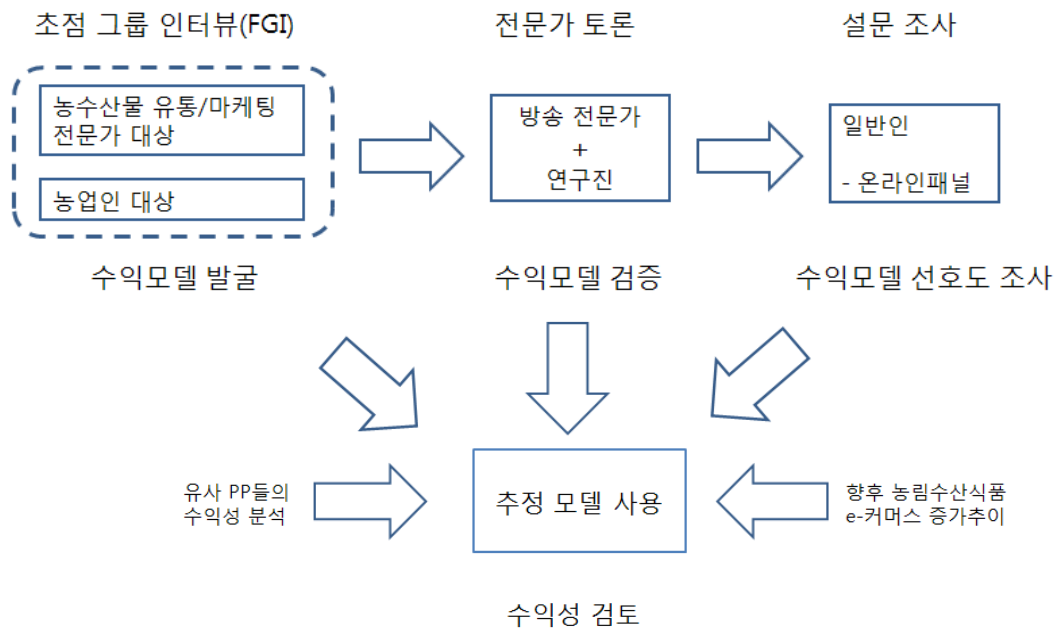 초점 그룹 인터뷰(FGI)
전문가 토론
설문 조사
농수산물 유통/마케팅
전문가 대상
농업인 대상
방송 전문가
+
연구진
일반인
- 온라인패널
수익모델 발굴
수익모델 검증
수익모델 선호도 조사
유사 PP들의
수익성 분석
추정 모델 사용
향후 농림수산식품
e-커머스 증가추이
수익성 검토